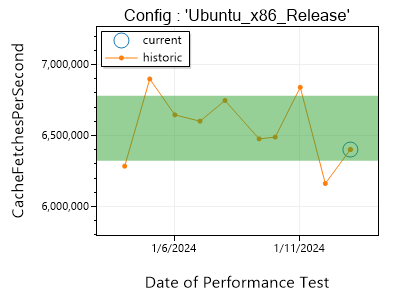 Config : 'Ubuntu_x86_Release'
current
historic
7,000,000
6,500,000
6,000,000
CacheFetchesPerSecond
1/6/2024
1/11/2024
Date of Performance Test